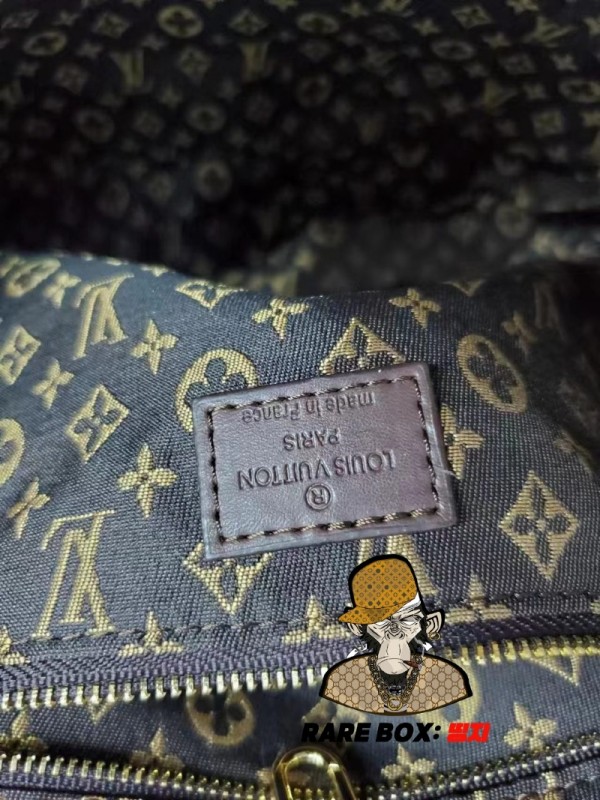 ®
LOUIS VUITTON
PARIS
made in France
RARE BOX: